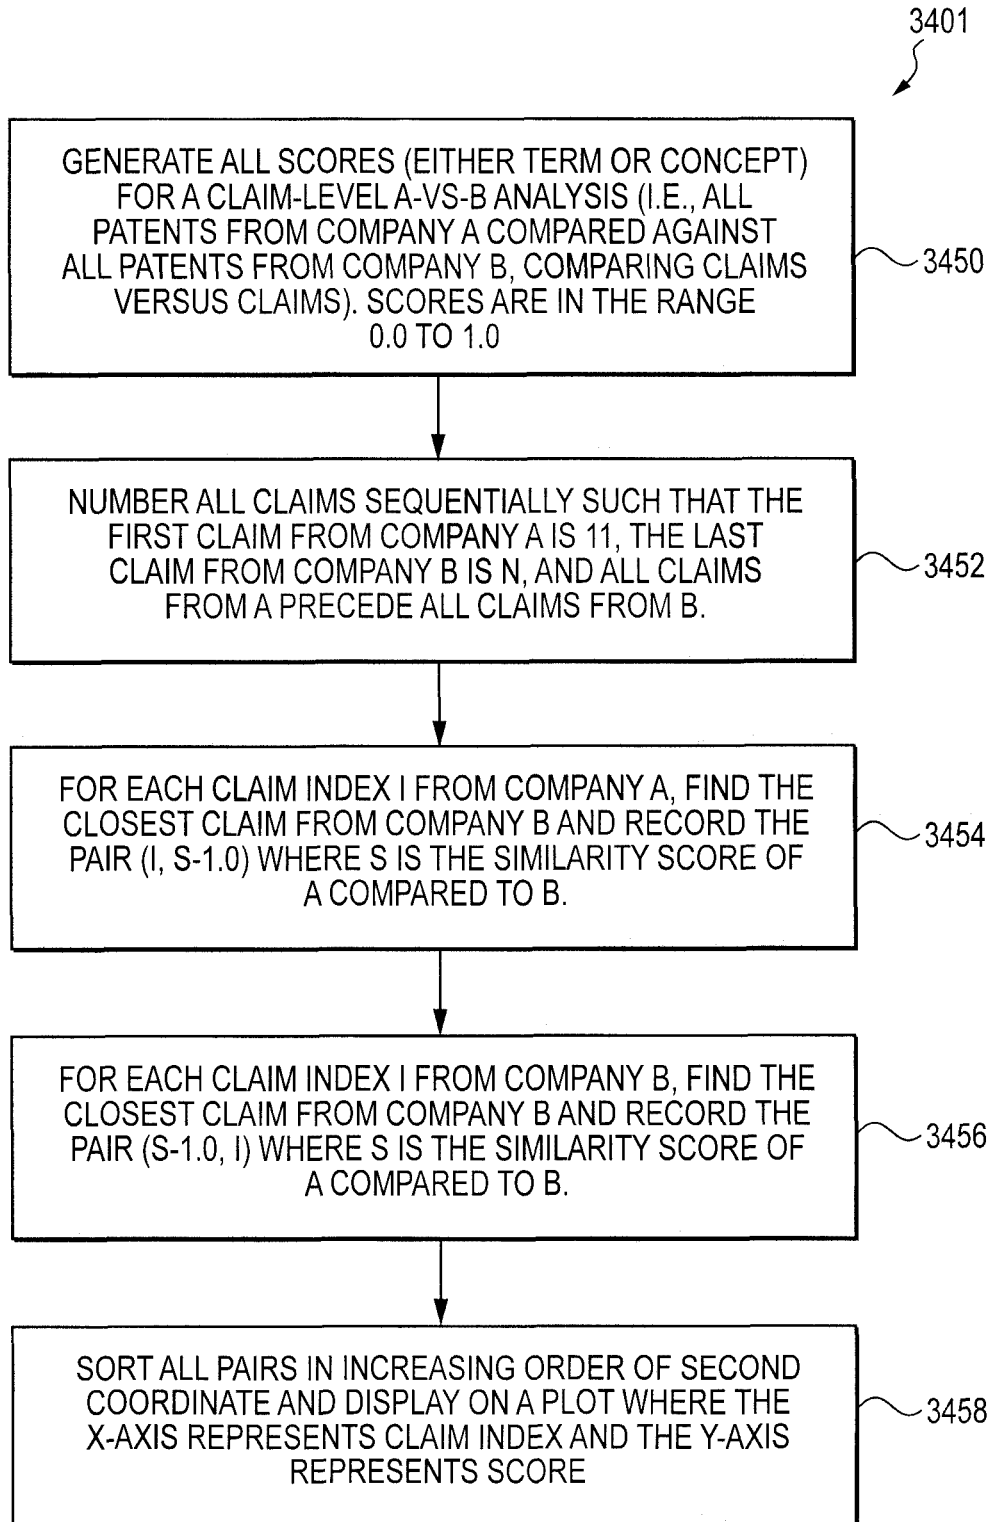 3401
GENERATE ALL SCORES (EITHER TERM OR CONCEPT)
FOR A CLAIM-LEVEL A-VS-B ANALYSIS (I.E., ALL
PATENTS FROM COMPANY A COMPARED AGAINST
ALL PATENTS FROM COMPANY B, COMPARING CLAIMS
VERSUS CLAIMS). SCORES ARE IN THE RANGE
0.0 TO 1.0
3450
NUMBER ALL CLAIMS SEQUENTIALLY SUCH THAT THE
FIRST CLAIM FROM COMPANY A IS 11, THE LAST
CLAIM FROM COMPANY B IS N, AND ALL CLAIMS
FROM A PRECEDE ALL CLAIMS FROM B.
3452
FOR EACH CLAIM INDEX I FROM COMPANY A, FIND THE
CLOSEST CLAIM FROM COMPANY B AND RECORD THE
PAIR (I, S-1.0) WHERE S IS THE SIMILARITY SCORE OF
A COMPARED TO B.
3454
FOR EACH CLAIM INDEX I FROM COMPANY B, FIND THE
CLOSEST CLAIM FROM COMPANY B AND RECORD THE
PAIR (S-1.0, I) WHERE S IS THE SIMILARITY SCORE OF
A COMPARED TO B.
3456
SORT ALL PAIRS IN INCREASING ORDER OF SECOND
COORDINATE AND DISPLAY ON A PLOT WHERE THE
X-AXIS REPRESENTS CLAIM INDEX AND THE Y-AXIS
REPRESENTS SCORE
3458